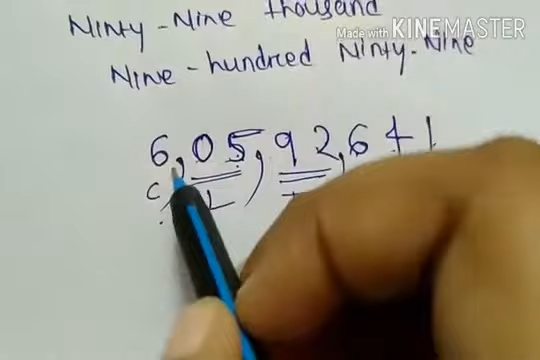 Ninty-Nine thousand
Made with KINEMASTER
Nine-hundred Ninty-Nine
6,05,92,641
C L